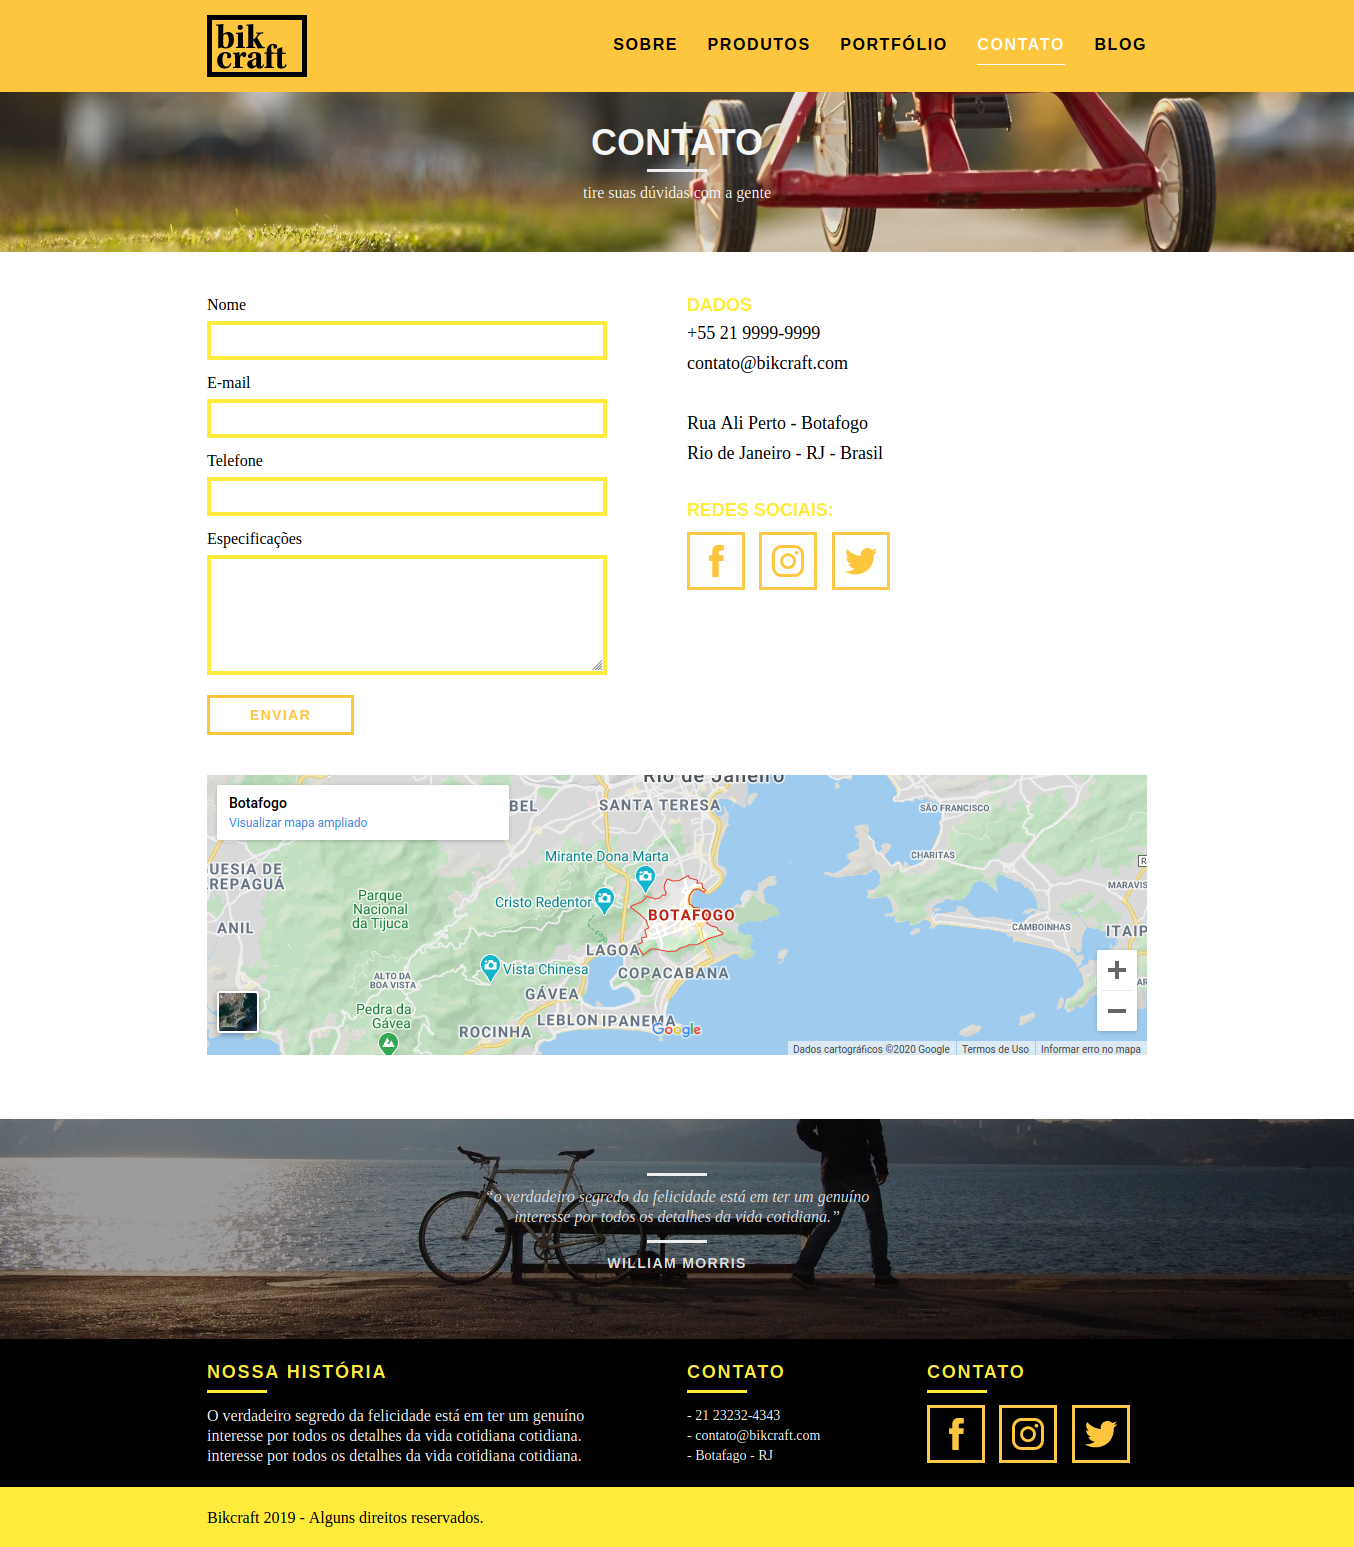 bik
craft
SOBRE PRODUTOS PORTFÓLIO CONTATO BLOG
CONTATO
tire suas dúvidas com a gente
Nome
E-mail
Telefone
Especificações
ENVIAR
DADOS
+55 21 9999-9999
contato@bikcraft.com
Rua Ali Perto - Botafogo
Rio de Janeiro - RJ - Brasil
REDES SOCIAIS:
Rio de Janeiro
Botafogo
Visualizar mapa ampliado
BEL
SANTA TERESA
SÃO FRANCISCO
Mirante Dona Marta
CHARITAS
R
UESIA DE
REPAGUÁ
MARAVIS
Parque
Nacional
da Tijuca
Cristo Redentor
BOTAFOGO
ANIL
CAMBOINHAS
ITAIP
LAGOA
Vista Chinesa
COPACABANA
ALTO DA
BOA VISTA
AR
GÁVEA
Pedra da
Gávea
LEBLON
IPANEMA
ROCINHA
Google
Dados cartográficos ©2020 Google Termos de Uso Informar erro no mapa
“o verdadeiro segredo da felicidade está em ter um genuíno
interesse por todos os detalhes da vida cotidiana.”
WILLIAM MORRIS
NOSSA HISTÓRIA
O verdadeiro segredo da felicidade está em ter um genuíno
interesse por todos os detalhes da vida cotidiana cotidiana.
interesse por todos os detalhes da vida cotidiana cotidiana.
CONTATO
- 21 23232-4343
- contato@bikcraft.com
- Botafago - RJ
CONTATO
Bikcraft 2019 - Alguns direitos reservados.